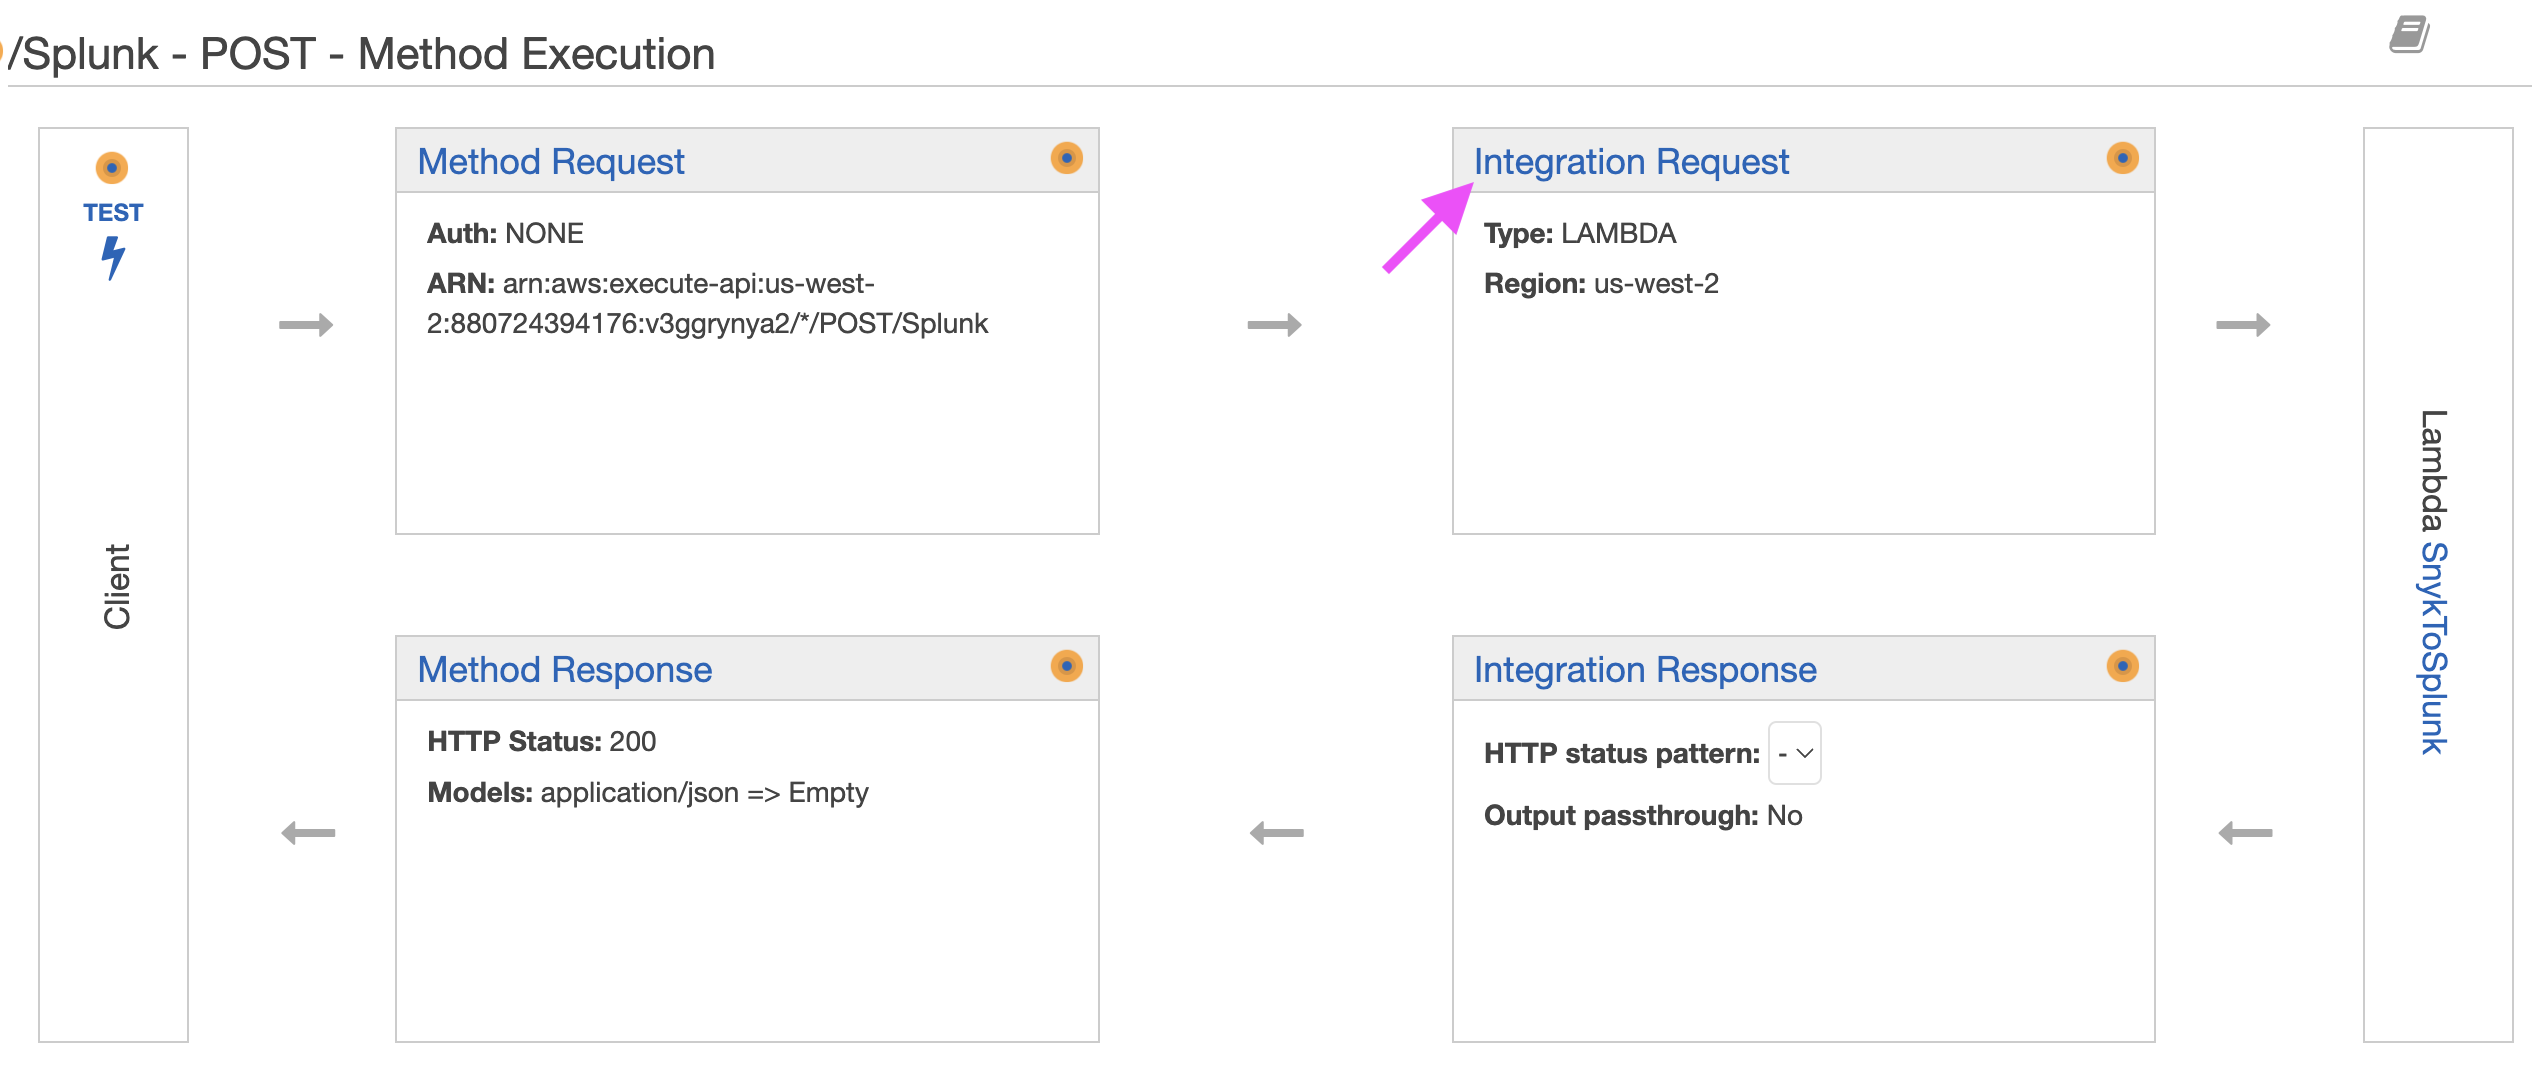 /Splunk - POST - Method Execution
TEST
Client
Method Request
Auth: NONE
ARN: arn:aws:execute-api:us-west-
2:880724394176:v3ggrynya2/*/POST/Splunk
Integration Request
Type: LAMBDA
Region: us-west-2
Lambda SnykToSplunk
Method Response
HTTP Status: 200
Models: application/json => Empty
Integration Response
HTTP status pattern: -
Output passthrough: No